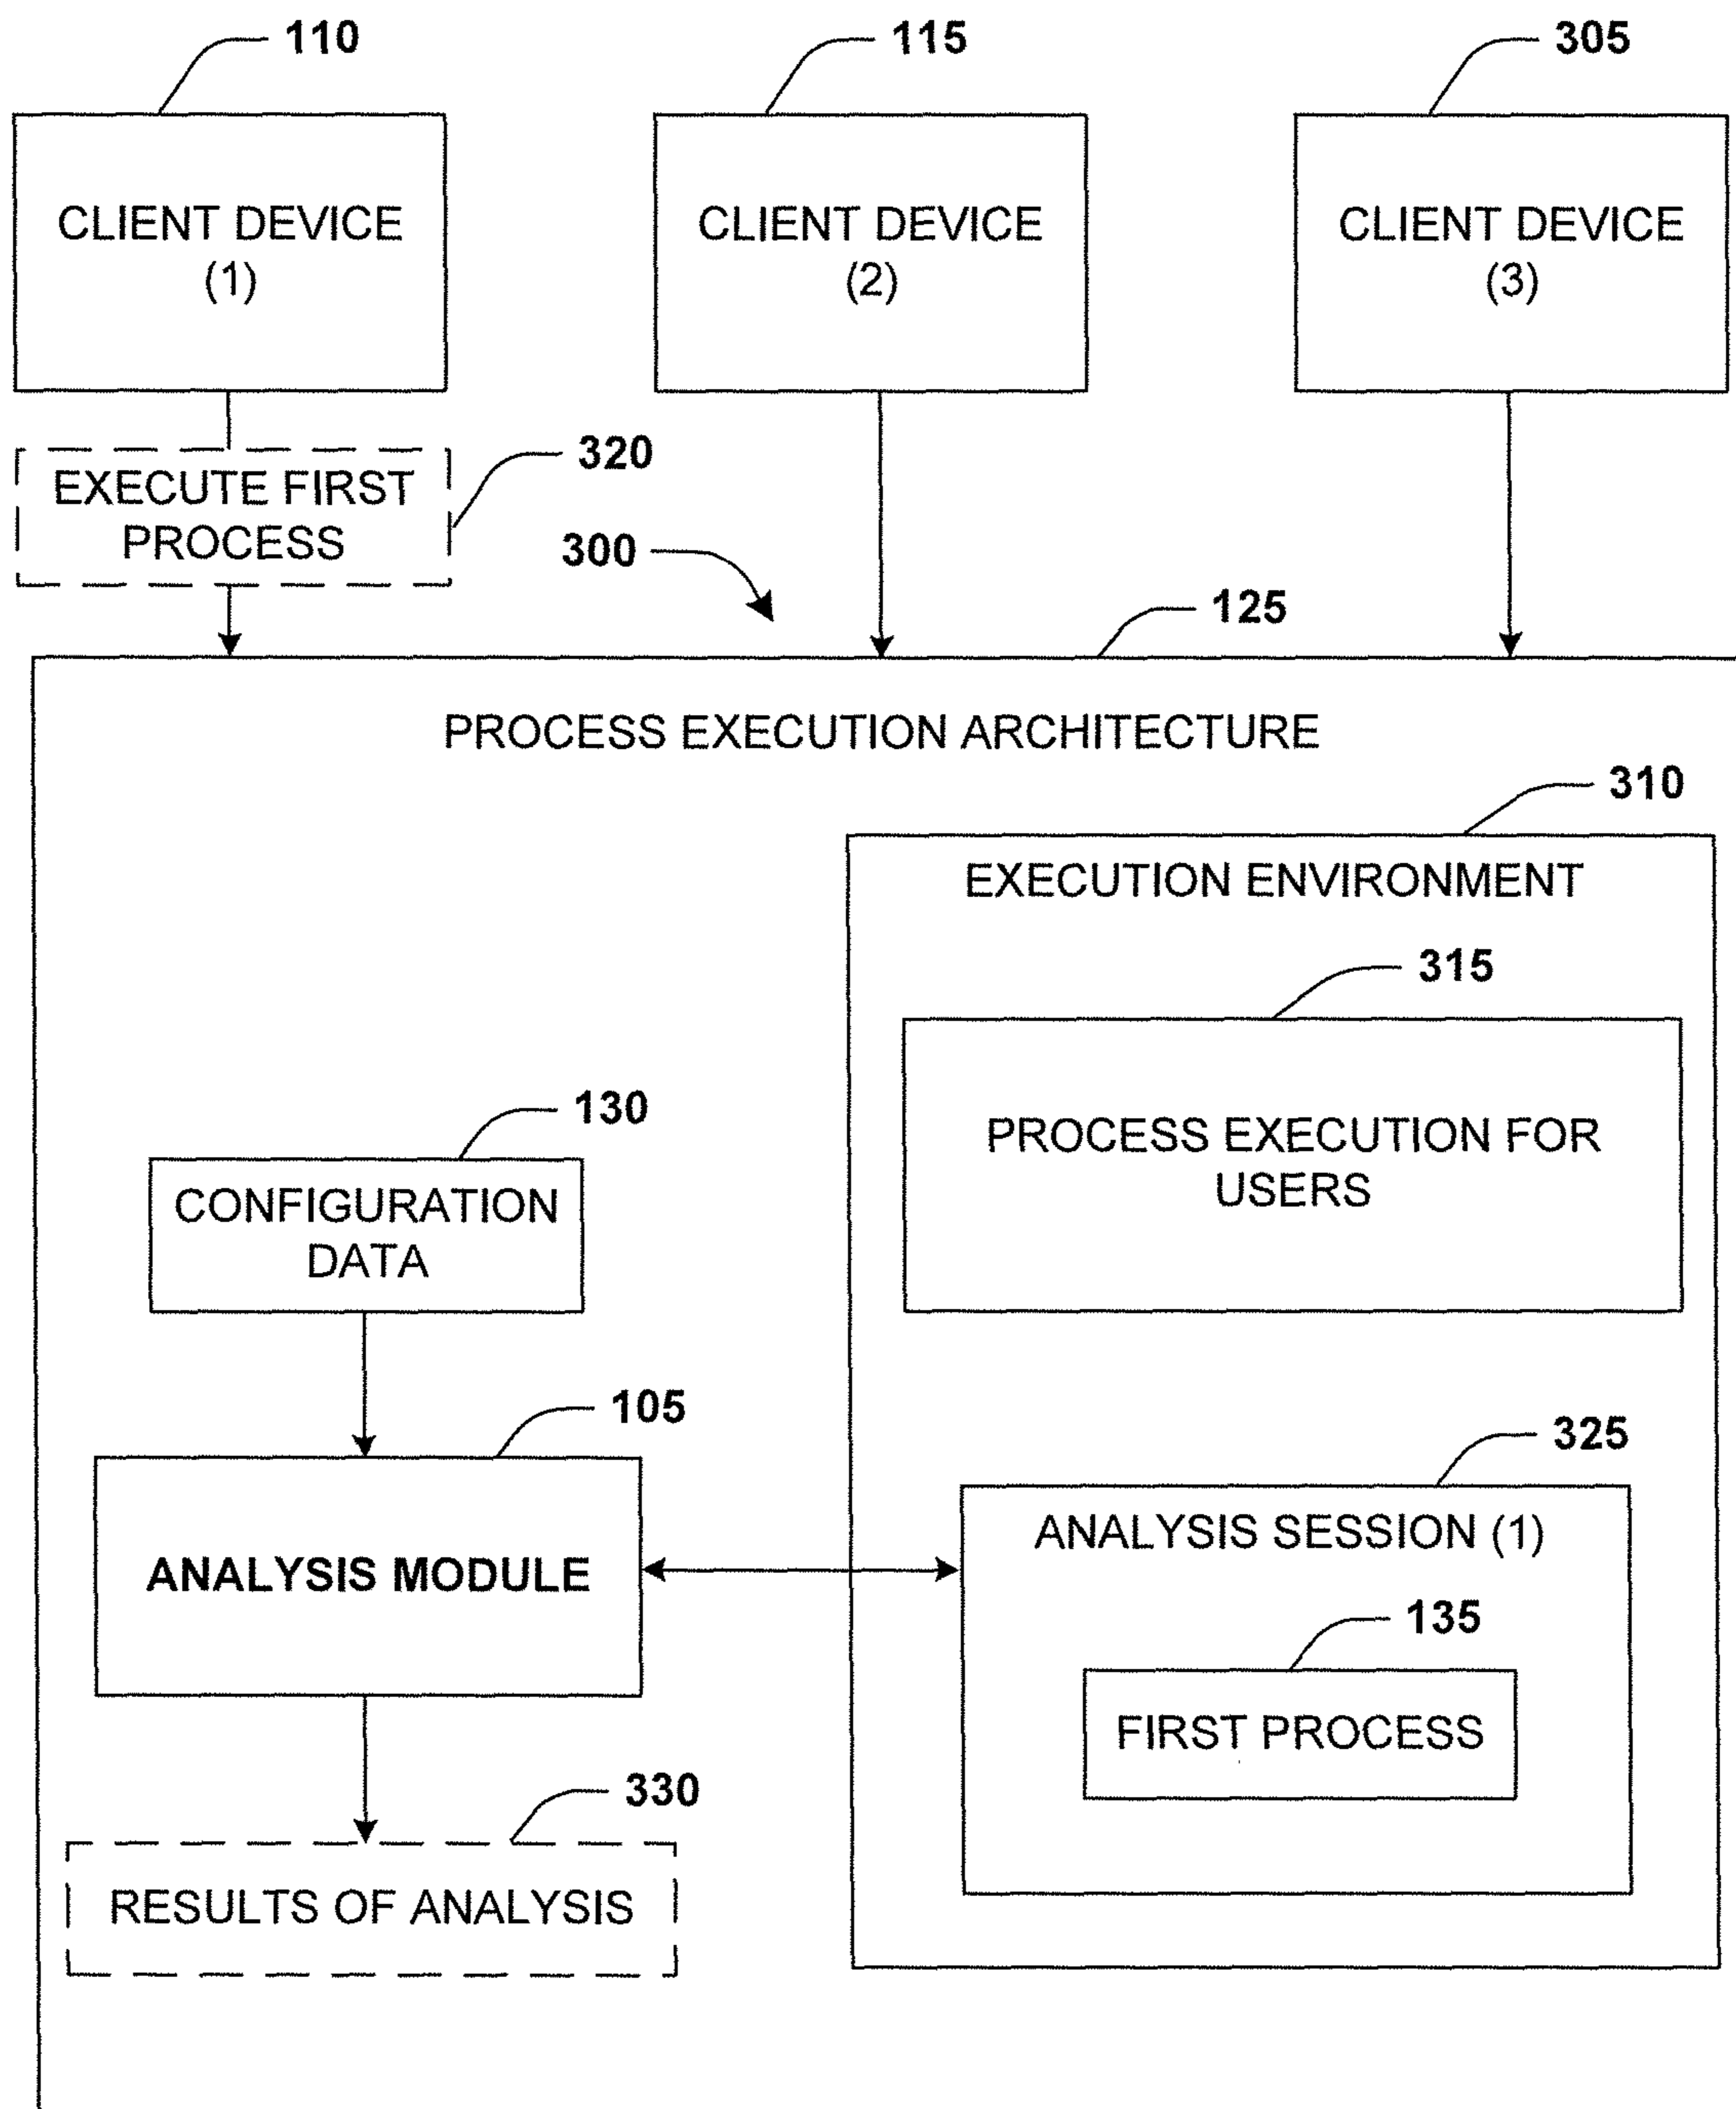 110
115
305
CLIENT DEVICE
(1)
CLIENT DEVICE
(2)
CLIENT DEVICE
(3)
EXECUTE FIRST
PROCESS
320
300
125
PROCESS EXECUTION ARCHITECTURE
310
EXECUTION ENVIRONMENT
315
PROCESS EXECUTION FOR
USERS
130
CONFIGURATION
DATA
105
ANALYSIS MODULE
325
ANALYSIS SESSION (1)
135
FIRST PROCESS
330
RESULTS OF ANALYSIS